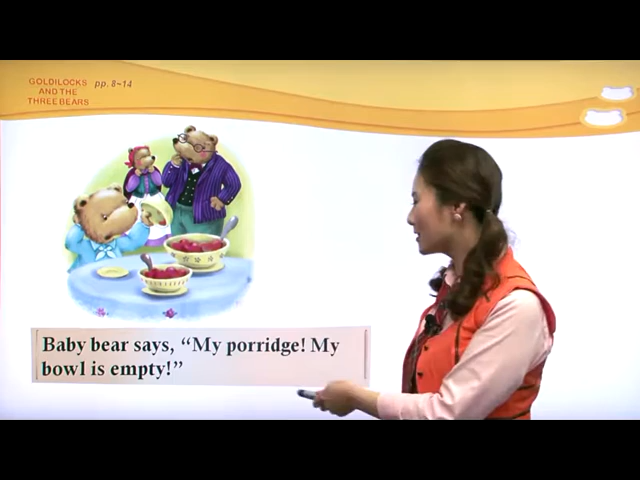 GOLDILOCKS pp. 8~14
AND THE
THREE BEARS
Baby bear says, “My porridge! My
bowl is empty!”